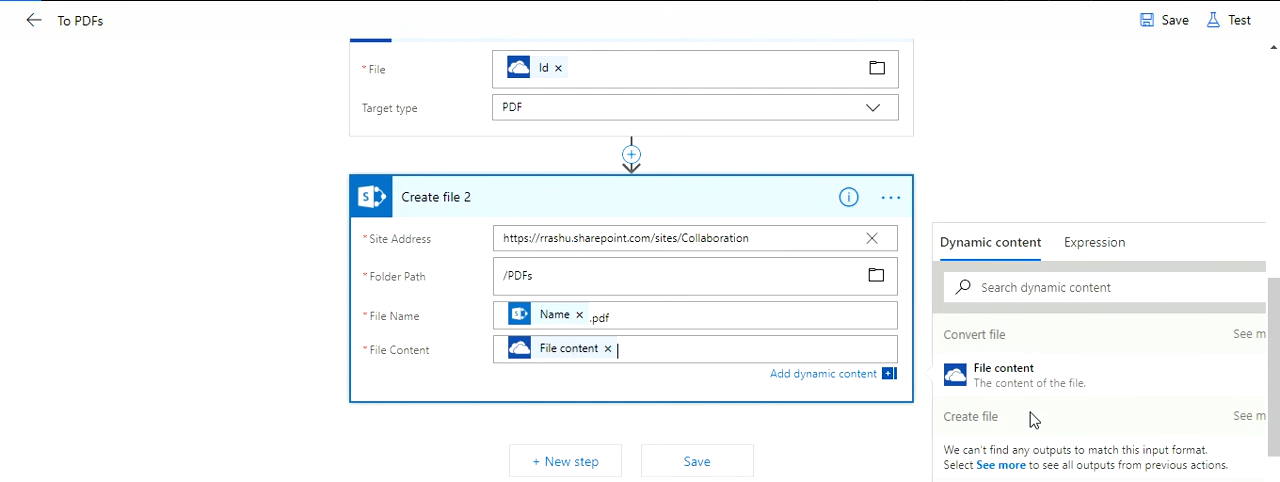 To PDFs
Save
Test
* File
Id ×
Target type
PDF
Create file 2
* Site Address
https://rrashu.sharepoint.com/sites/Collaboration
* Folder Path
/PDFs
* File Name
Name × .pdf
* File Content
File content ×
Add dynamic content
+ New step
Save
Dynamic content Expression
Search dynamic content
Convert file
See m
File content
The content of the file.
Create file
See m
We can't find any outputs to match this input format.
Select See more to see all outputs from previous actions.